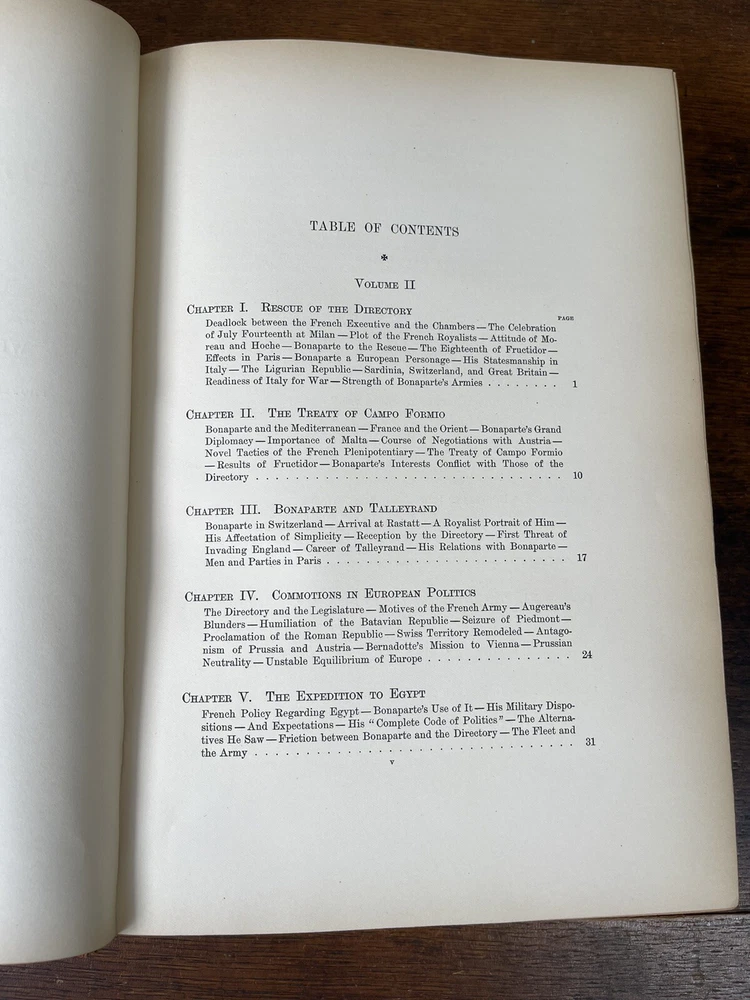 TABLE OF CONTENTS
✠
VOLUME II
CHAPTER I. RESCUE OF THE DIRECTORY
PAGE
Deadlock between the French Executive and the Chambers—The Celebration
of July Fourteenth at Milan—Plot of the French Royalists—Attitude of Mo-
reau and Hoche—Bonaparte to the Rescue—The Eighteenth of Fructidor—
Effects in Paris—Bonaparte a European Personage—His Statesmanship in
Italy—The Ligurian Republic—Sardinia, Switzerland, and Great Britain—
Readiness of Italy for War—Strength of Bonaparte's Armies . . . . . . . . 1
CHAPTER II. THE TREATY OF CAMPO FORMIO
Bonaparte and the Mediterranean—France and the Orient—Bonaparte's Grand
Diplomacy—Importance of Malta—Course of Negotiations with Austria—
Novel Tactics of the French Plenipotentiary—The Treaty of Campo Formio
—Results of Fructidor—Bonaparte's Interests Conflict with Those of the
Directory . . . . . . . . . . . . . . . . . . . . . . . . . . . . . . 10
CHAPTER III. BONAPARTE AND TALLEYRAND
Bonaparte in Switzerland—Arrival at Rastatt—A Royalist Portrait of Him—
His Affectation of Simplicity—Reception by the Directory—First Threat of
Invading England—Career of Talleyrand—His Relations with Bonaparte—
Men and Parties in Paris . . . . . . . . . . . . . . . . . . . . . . . 17
CHAPTER IV. COMMOTIONS IN EUROPEAN POLITICS
The Directory and the Legislature—Motives of the French Army—Augereau's
Blunders—Humiliation of the Batavian Republic—Seizure of Piedmont—
Proclamation of the Roman Republic—Swiss Territory Remodeled—Antago-
nism of Prussia and Austria—Bernadotte's Mission to Vienna—Prussian
Neutrality—Unstable Equilibrium of Europe . . . . . . . . . . . . . . 24
CHAPTER V. THE EXPEDITION TO EGYPT
French Policy Regarding Egypt—Bonaparte's Use of It—His Military Dispo-
sitions—And Expectations—His "Complete Code of Politics"—The Alterna-
tives He Saw—Friction between Bonaparte and the Directory—The Fleet and
the Army . . . . . . . . . . . . . . . . . . . . . . . . . . . . . . . 31
v